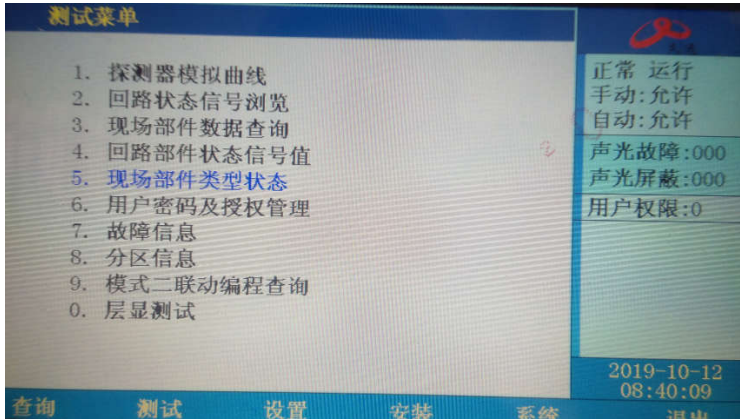 测试菜单
1. 探测器模拟曲线
2. 回路状态信号浏览
3. 现场部件数据查询
4. 回路部件状态信号值
5. 现场部件类型状态
6. 用户密码及授权管理
7. 故障信息
8. 分区信息
9. 模式二联动编程查询
0. 层显测试
正常 运行
手动:允许
自动:允许
声光故障:000
声光屏蔽:000
用户权限:0
2019-10-12
08:40:09
查询 测试 设置 安装 系统 退出